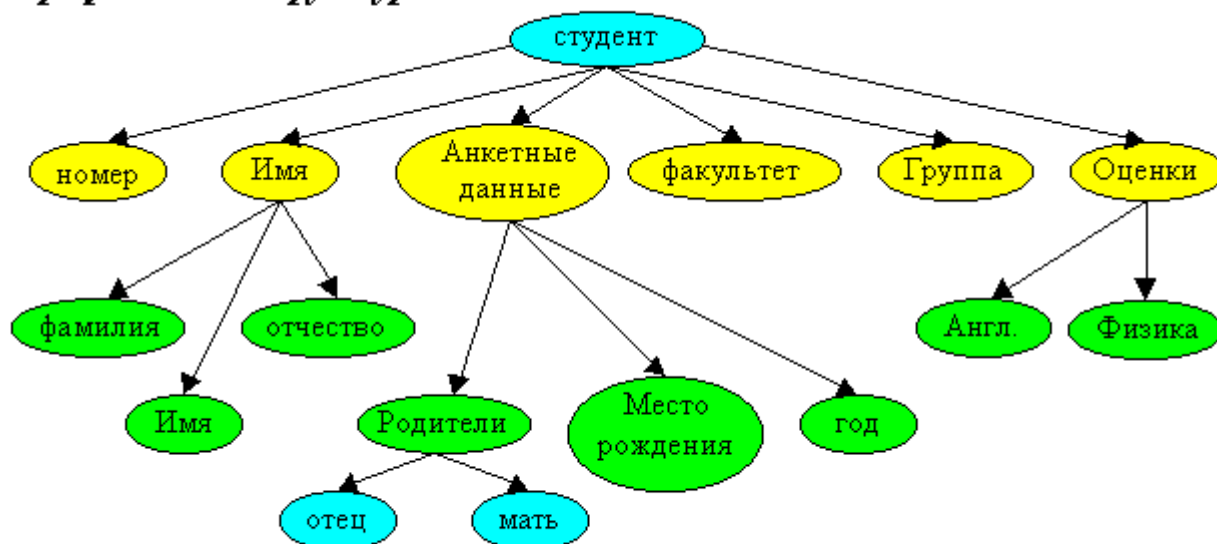 студент
номер
Имя
Анкетные
данные
факультет
Группа
Оценки
фамилия
отчество
Англ.
Физика
Имя
Родители
Место
рождения
год
отец
мать